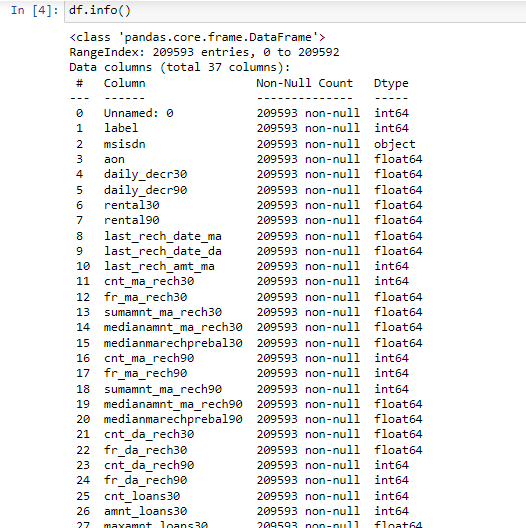 In [4]: df.info()
<class 'pandas.core.frame.DataFrame'>
RangeIndex: 209593 entries, 0 to 209592
Data columns (total 37 columns):
 #   Column                Non-Null Count   Dtype
---  ------                --------------   -----
 0   Unnamed: 0            209593 non-null  int64
 1   label                 209593 non-null  int64
 2   msisdn                209593 non-null  object
 3   aon                   209593 non-null  float64
 4   daily_decr30          209593 non-null  float64
 5   daily_decr90          209593 non-null  float64
 6   rental30              209593 non-null  float64
 7   rental90              209593 non-null  float64
 8   last_rech_date_ma     209593 non-null  float64
 9   last_rech_date_da     209593 non-null  float64
 10  last_rech_amt_ma      209593 non-null  int64
 11  cnt_ma_rech30         209593 non-null  int64
 12  fr_ma_rech30          209593 non-null  float64
 13  sumamnt_ma_rech30     209593 non-null  float64
 14  medianamnt_ma_rech30  209593 non-null  float64
 15  medianmarechprebal30  209593 non-null  float64
 16  cnt_ma_rech90         209593 non-null  int64
 17  fr_ma_rech90          209593 non-null  int64
 18  sumamnt_ma_rech90     209593 non-null  int64
 19  medianamnt_ma_rech90  209593 non-null  float64
 20  medianmarechprebal90  209593 non-null  float64
 21  cnt_da_rech30         209593 non-null  float64
 22  fr_da_rech30          209593 non-null  float64
 23  cnt_da_rech90         209593 non-null  int64
 24  fr_da_rech90          209593 non-null  int64
 25  cnt_loans30           209593 non-null  int64
 26  amnt_loans30          209593 non-null  int64
 27  maxamnt_loans30       209593 non-null  float64